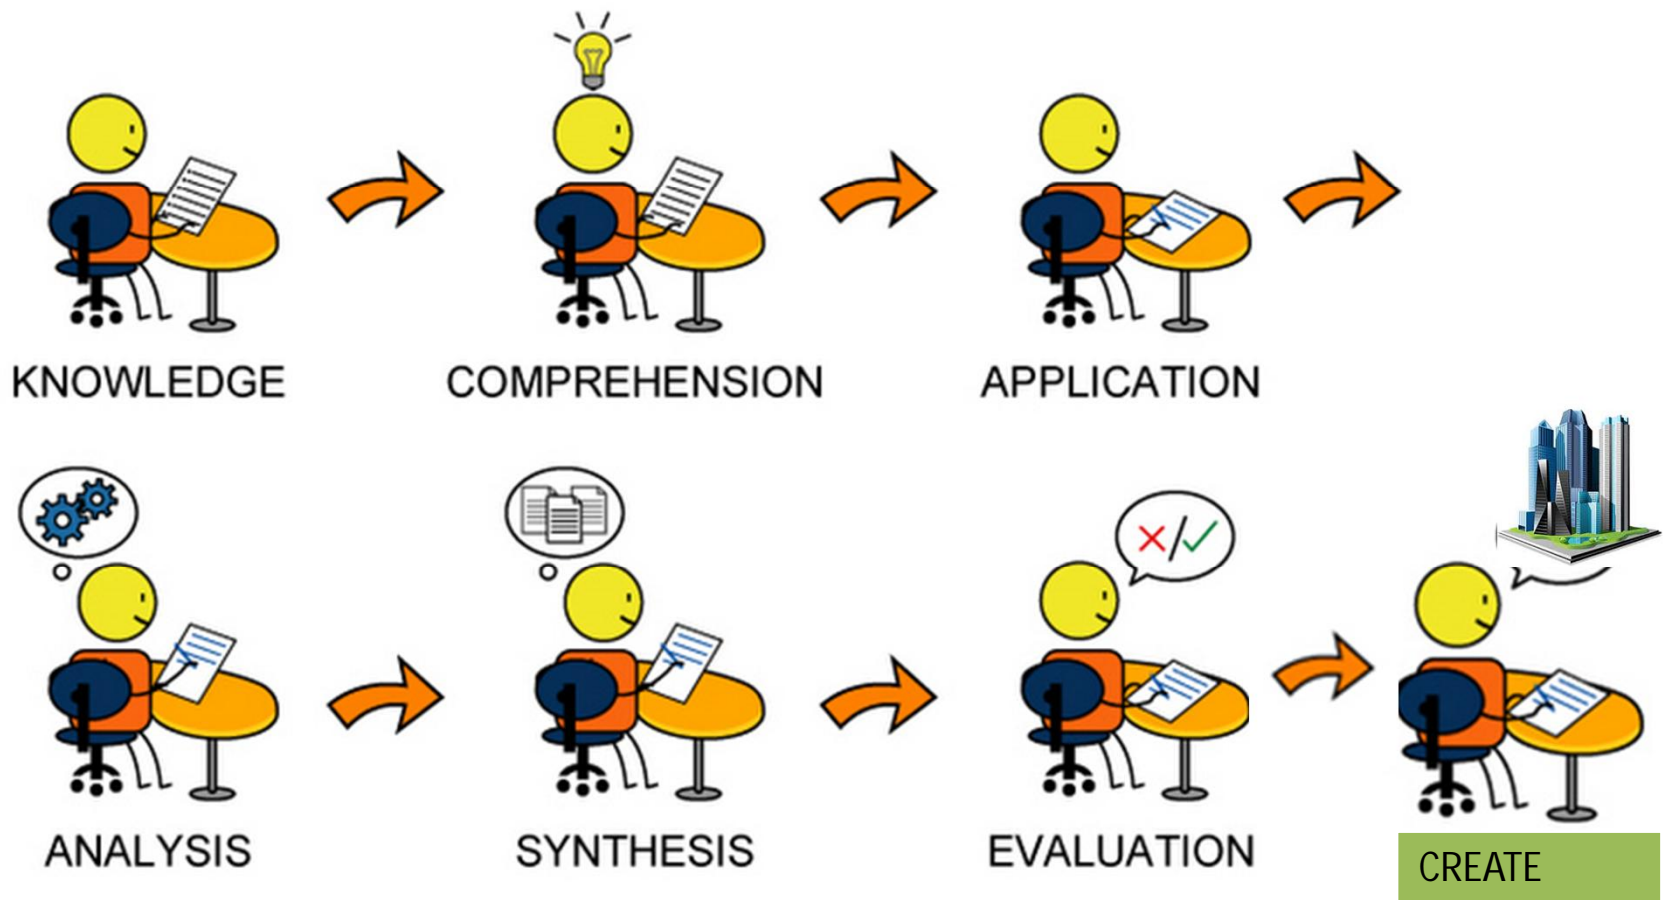 KNOWLEDGE
COMPREHENSION
APPLICATION
ANALYSIS
SYNTHESIS
EVALUATION
CREATE